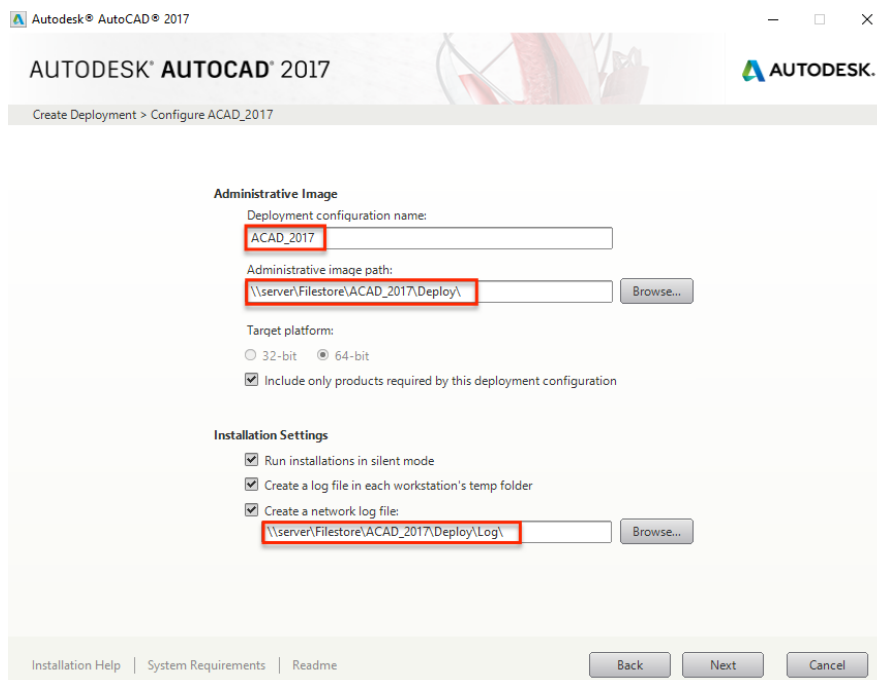 Autodesk® AutoCAD® 2017
AUTODESK® AUTOCAD® 2017
AUTODESK.
Create Deployment > Configure ACAD_2017
Administrative Image
Deployment configuration name:
ACAD_2017
Administrative image path:
\\server\Filestore\ACAD_2017\Deploy\
Browse...
Target platform:
32-bit 64-bit
Include only products required by this deployment configuration
Installation Settings
Run installations in silent mode
Create a log file in each workstation's temp folder
Create a network log file:
\\server\Filestore\ACAD_2017\Deploy\Log\
Browse...
Installation Help | System Requirements | Readme
Back Next Cancel